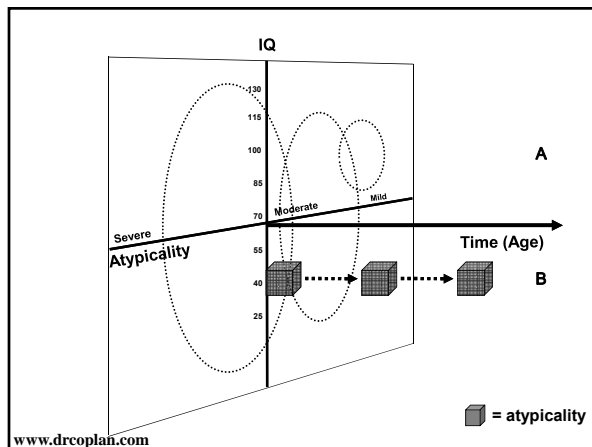 IQ
130
115
100
85
70
55
40
25
A
Severe
Moderate
Mild
Atypicality
Time (Age)
B
= atypicality
www.drcoplan.com